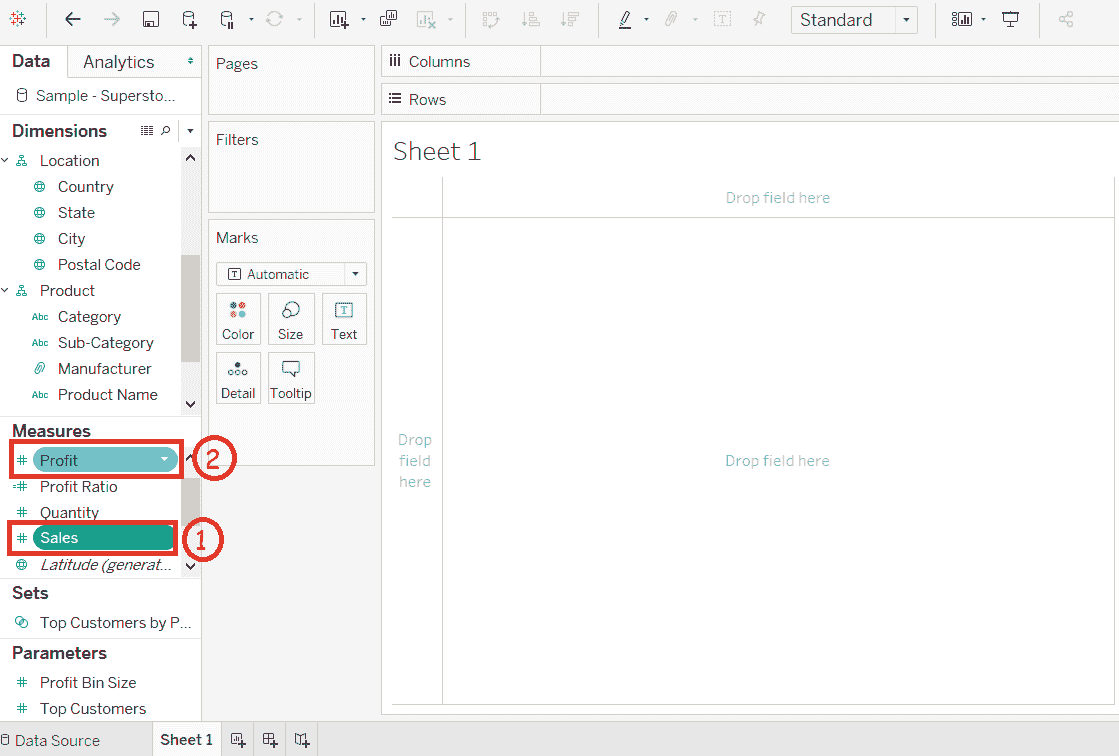 Standard
Data
Analytics
Sample - Supersto...
Dimensions
Location
Country
State
City
Postal Code
Product
Abc Category
Abc Sub-Category
Manufacturer
Abc Product Name
Measures
# Profit
2
=# Profit Ratio
# Quantity
# Sales
1
Latitude (generat...
Sets
Top Customers by P...
Parameters
# Profit Bin Size
# Top Customers
Pages
Filters
Marks
T Automatic
Color Size Text
Detail Tooltip
Columns
Rows
Sheet 1
Drop field here
Drop
field
here
Drop field here
Data Source
Sheet 1